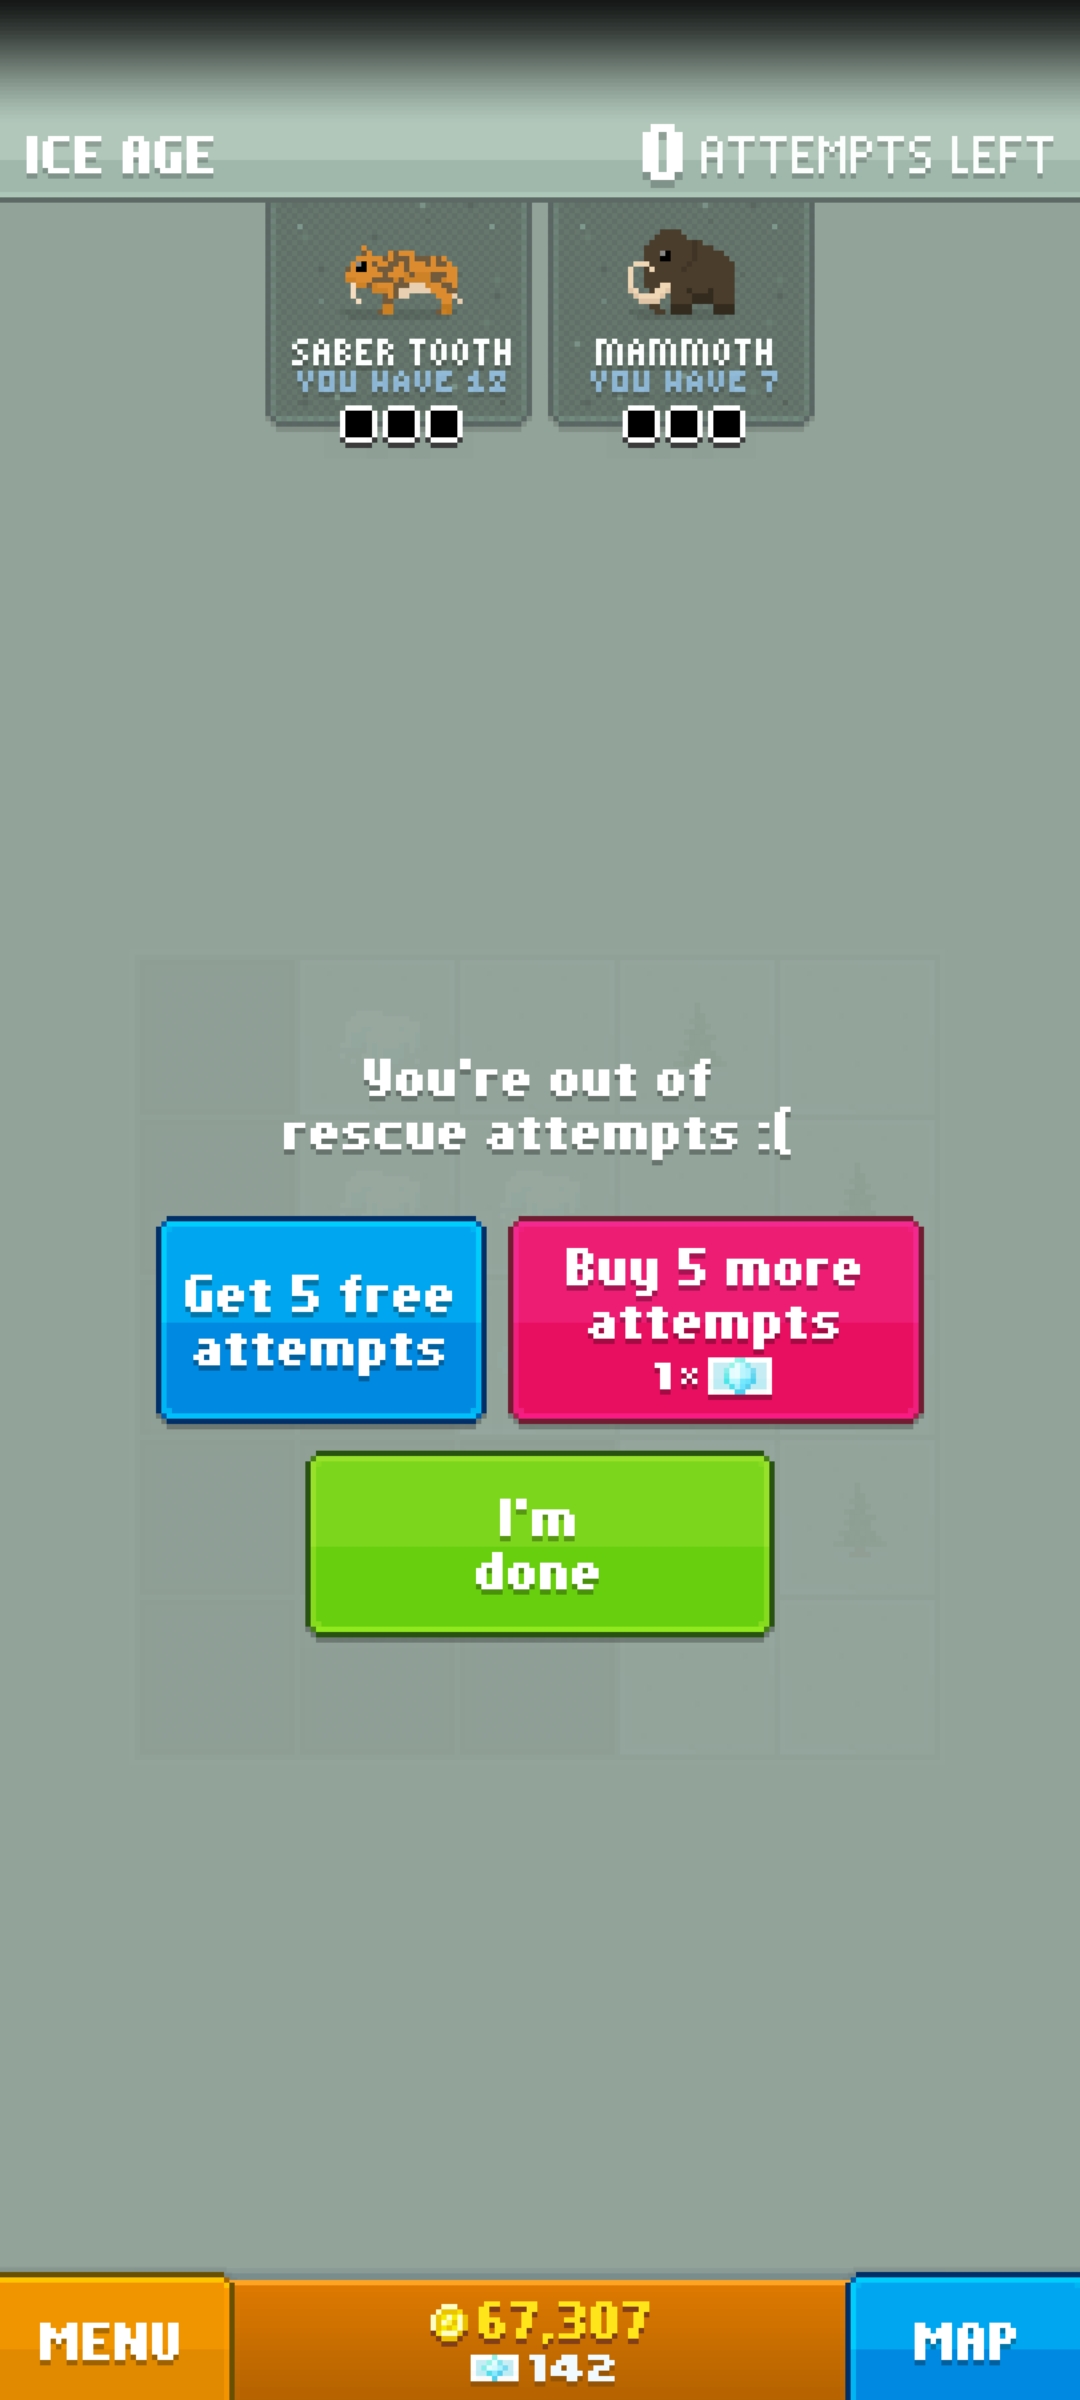 ICE AGE
0 ATTEMPTS LEFT
SABER TOOTH
YOU HAVE 18
MAMMOTH
YOU HAVE 7
You're out of
rescue attempts :(
Get 5 free
attempts
Buy 5 more
attempts
1×
I'm
done
MENU
67,307
142
MAP